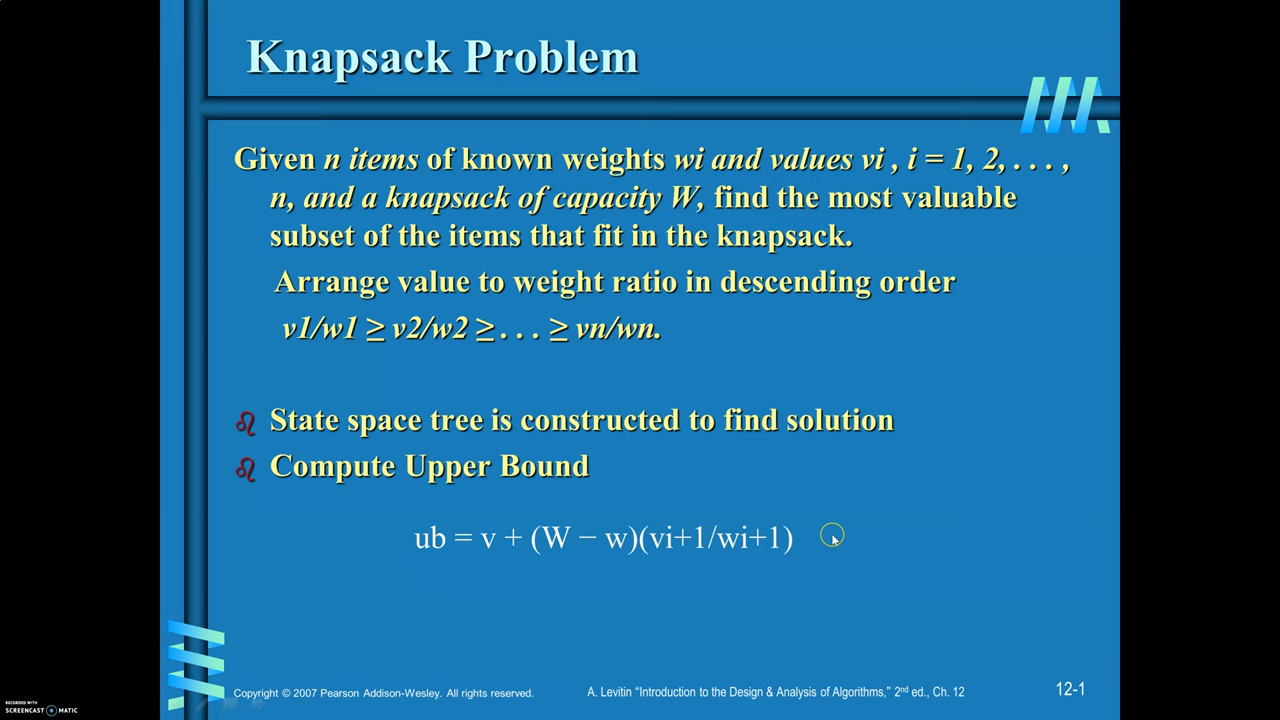 Knapsack Problem
Given n items of known weights wi and values vi , i = 1, 2, . . . ,
n, and a knapsack of capacity W, find the most valuable
subset of the items that fit in the knapsack.
Arrange value to weight ratio in descending order
v1/w1 ≥ v2/w2 ≥ . . . ≥ vn/wn.
State space tree is constructed to find solution
Compute Upper Bound
ub = v + (W − w)(vi+1/wi+1)
Copyright © 2007 Pearson Addison-Wesley. All rights reserved.
A. Levitin “Introduction to the Design & Analysis of Algorithms,” 2nd ed., Ch. 12
12-1
RECORDED WITH
SCREENCAST MATIC